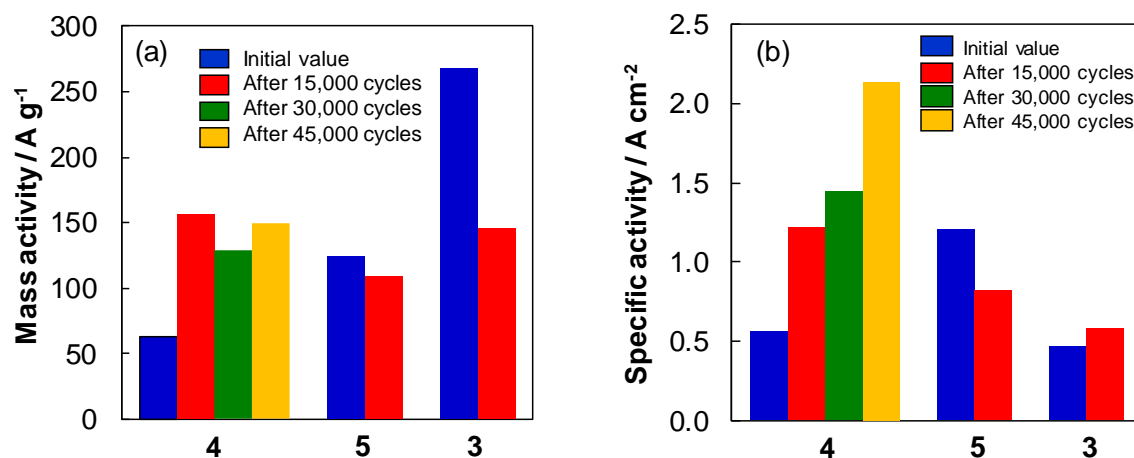 (a)
Initial value
After 15,000 cycles
After 30,000 cycles
After 45,000 cycles
Mass activity / A g-1
300
250
200
150
100
50
0
4 5 3
(b)
Initial value
After 15,000 cycles
After 30,000 cycles
After 45,000 cycles
Specific activity / A cm-2
2.5
2.0
1.5
1.0
0.5
0.0
4 5 3